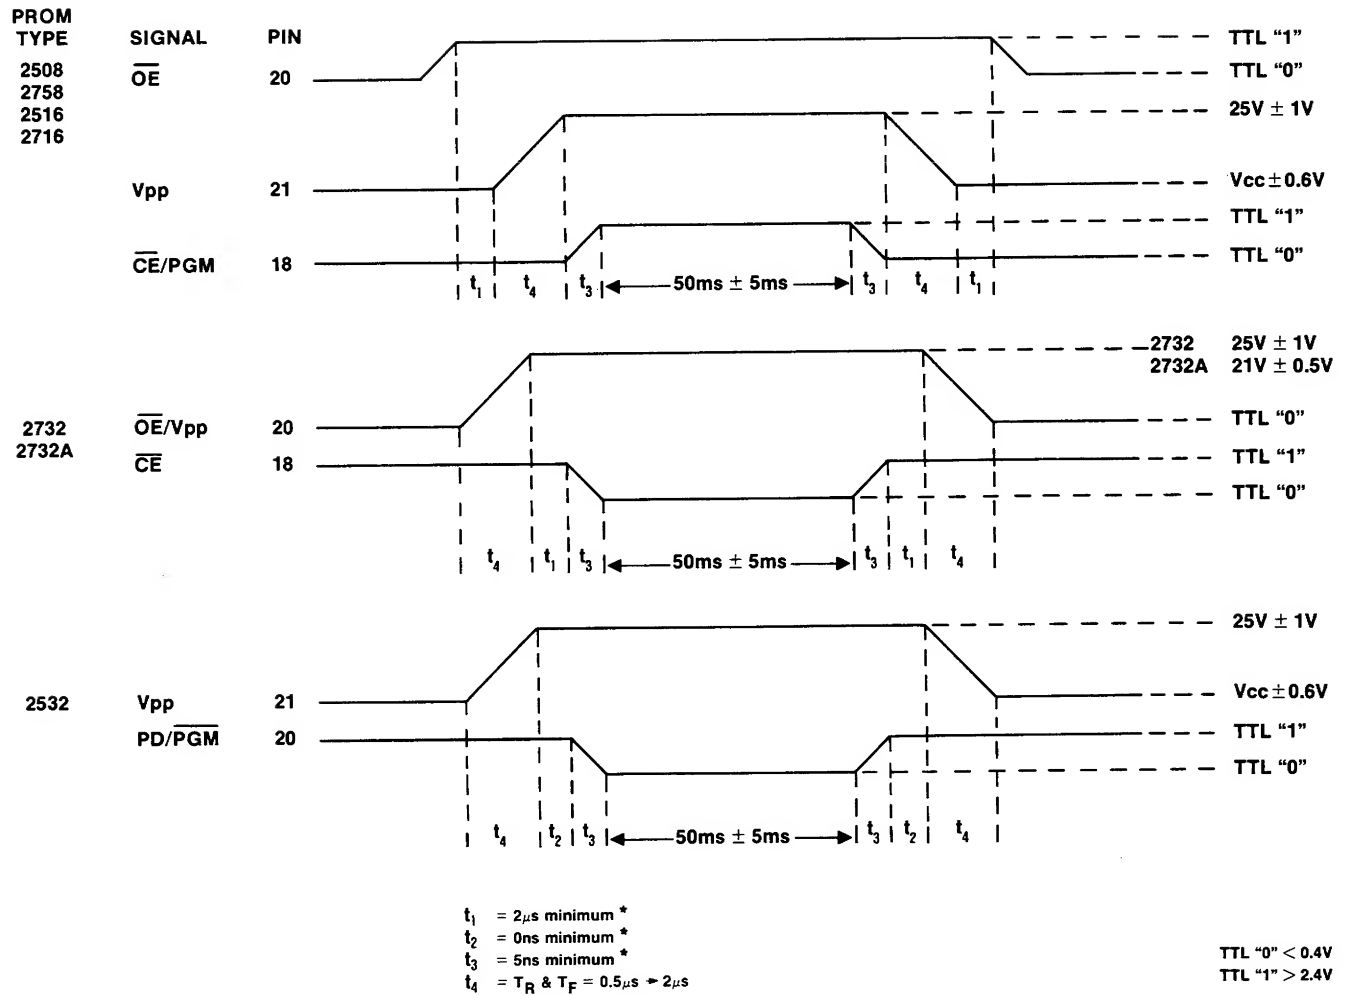 PROM
TYPE SIGNAL PIN
2508
2758
2516
2716
OE 20 TTL “1”
TTL “0”
25V ± 1V
Vpp 21 Vcc±0.6V
TTL “1”
CE/PGM 18 TTL “0”
t1 t4 t3 50ms ± 5ms t3 t4 t1
2732 25V ± 1V
2732A 21V ± 0.5V
2732 OE/Vpp 20 TTL “0”
2732A CE 18 TTL “1”
TTL “0”
t4 t1 t3 50ms ± 5ms t3 t1 t4
25V ± 1V
2532 Vpp 21 Vcc±0.6V
PD/PGM 20 TTL “1”
TTL “0”
t4 t2 t3 50ms ± 5ms t3 t2 t4
t1 = 2μs minimum *
t2 = 0ns minimum *
t3 = 5ns minimum *
t4 = TR & TF = 0.5μs → 2μs
TTL “0” < 0.4V
TTL “1” > 2.4V